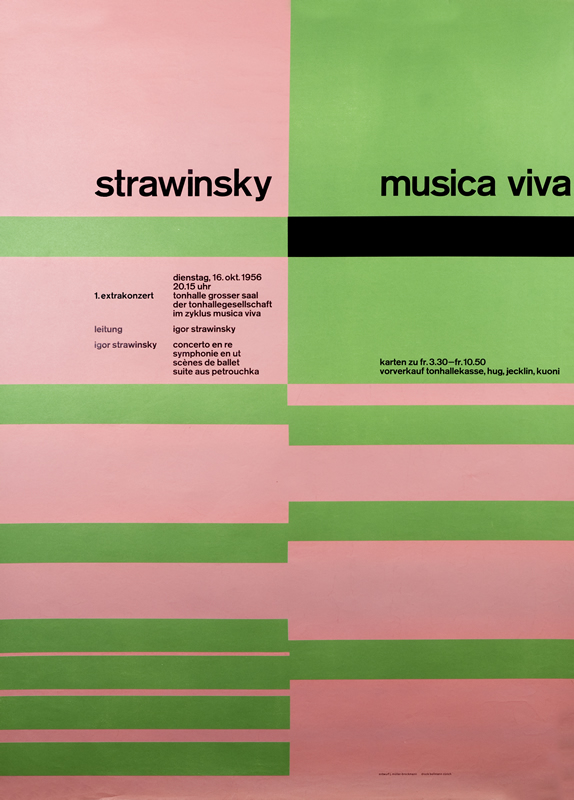 strawinsky
musica viva
dienstag, 16. okt. 1956
20.15 uhr
1. extrakonzert tonhalle grosser saal
der tonhallegesellschaft
im zyklus musica viva
leitung igor strawinsky
igor strawinsky concerto en re
symphonie en ut
scènes de ballet
suite aus petrouchka
karten zu fr. 3.30–fr. 10.50
vorverkauf tonhallekasse, hug, jecklin, kuoni